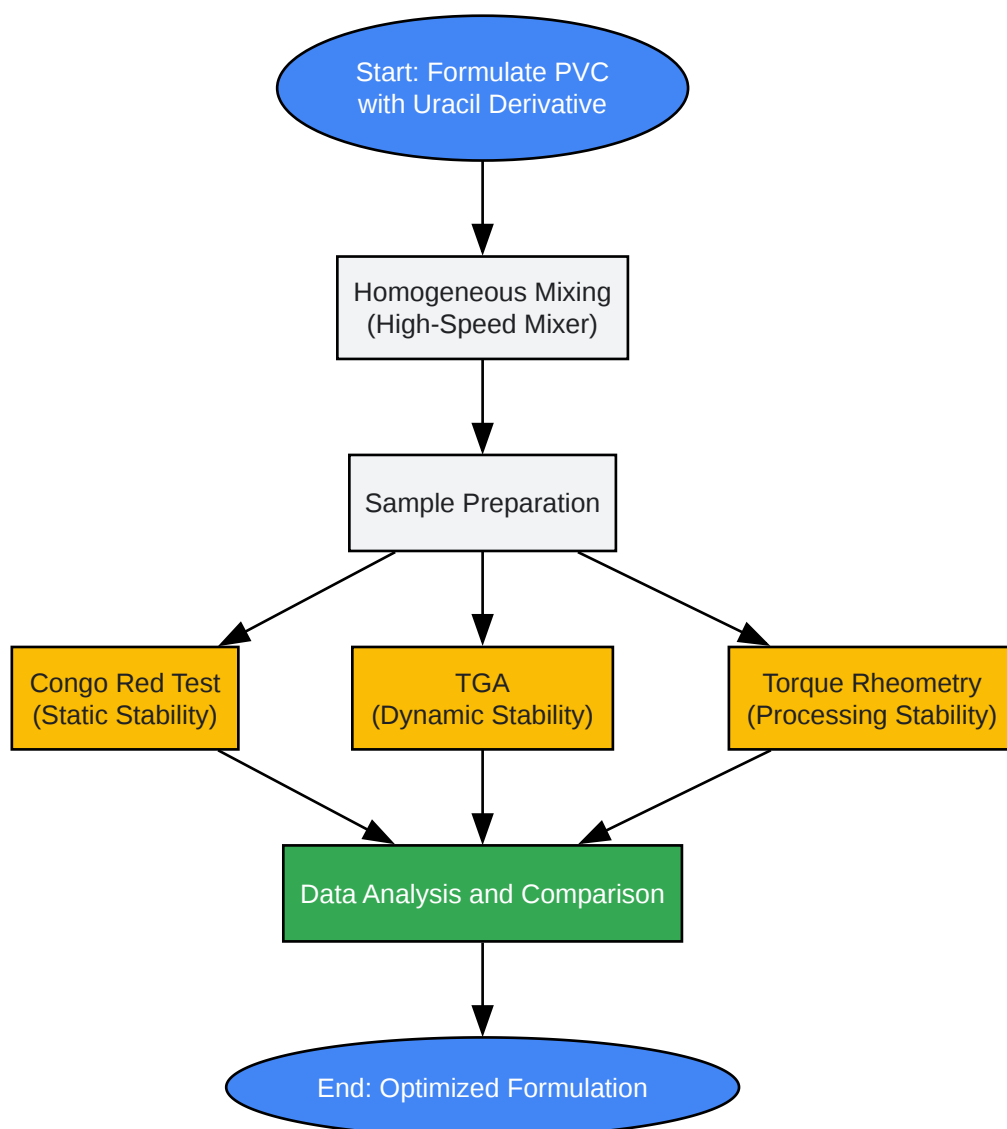 Start: Formulate PVC
with Uracil Derivative
Homogeneous Mixing
(High-Speed Mixer)
Sample Preparation
Congo Red Test
(Static Stability)
TGA
(Dynamic Stability)
Torque Rheometry
(Processing Stability)
Data Analysis and Comparison
End: Optimized Formulation